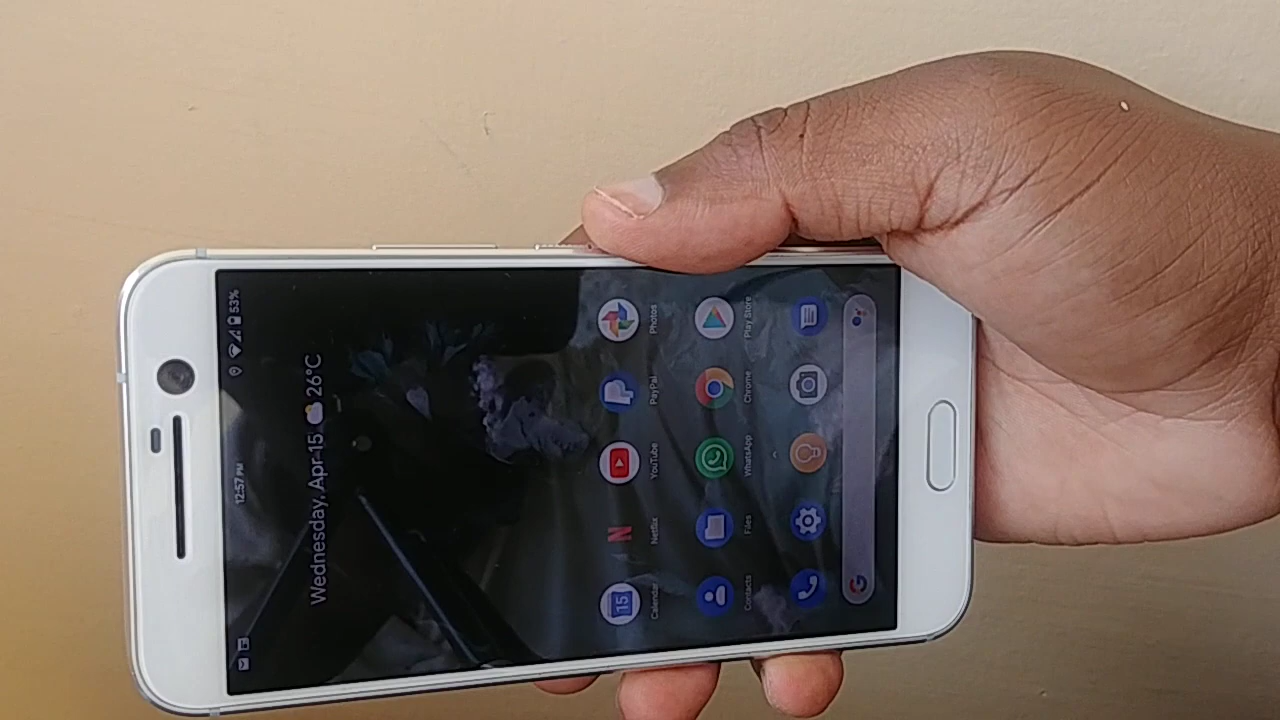 12:57 PM
53%
Wednesday, Apr 15 26°C
Calendar Netflix YouTube PayPal Photos
15
N
Contacts Files WhatsApp Chrome Play Store
G